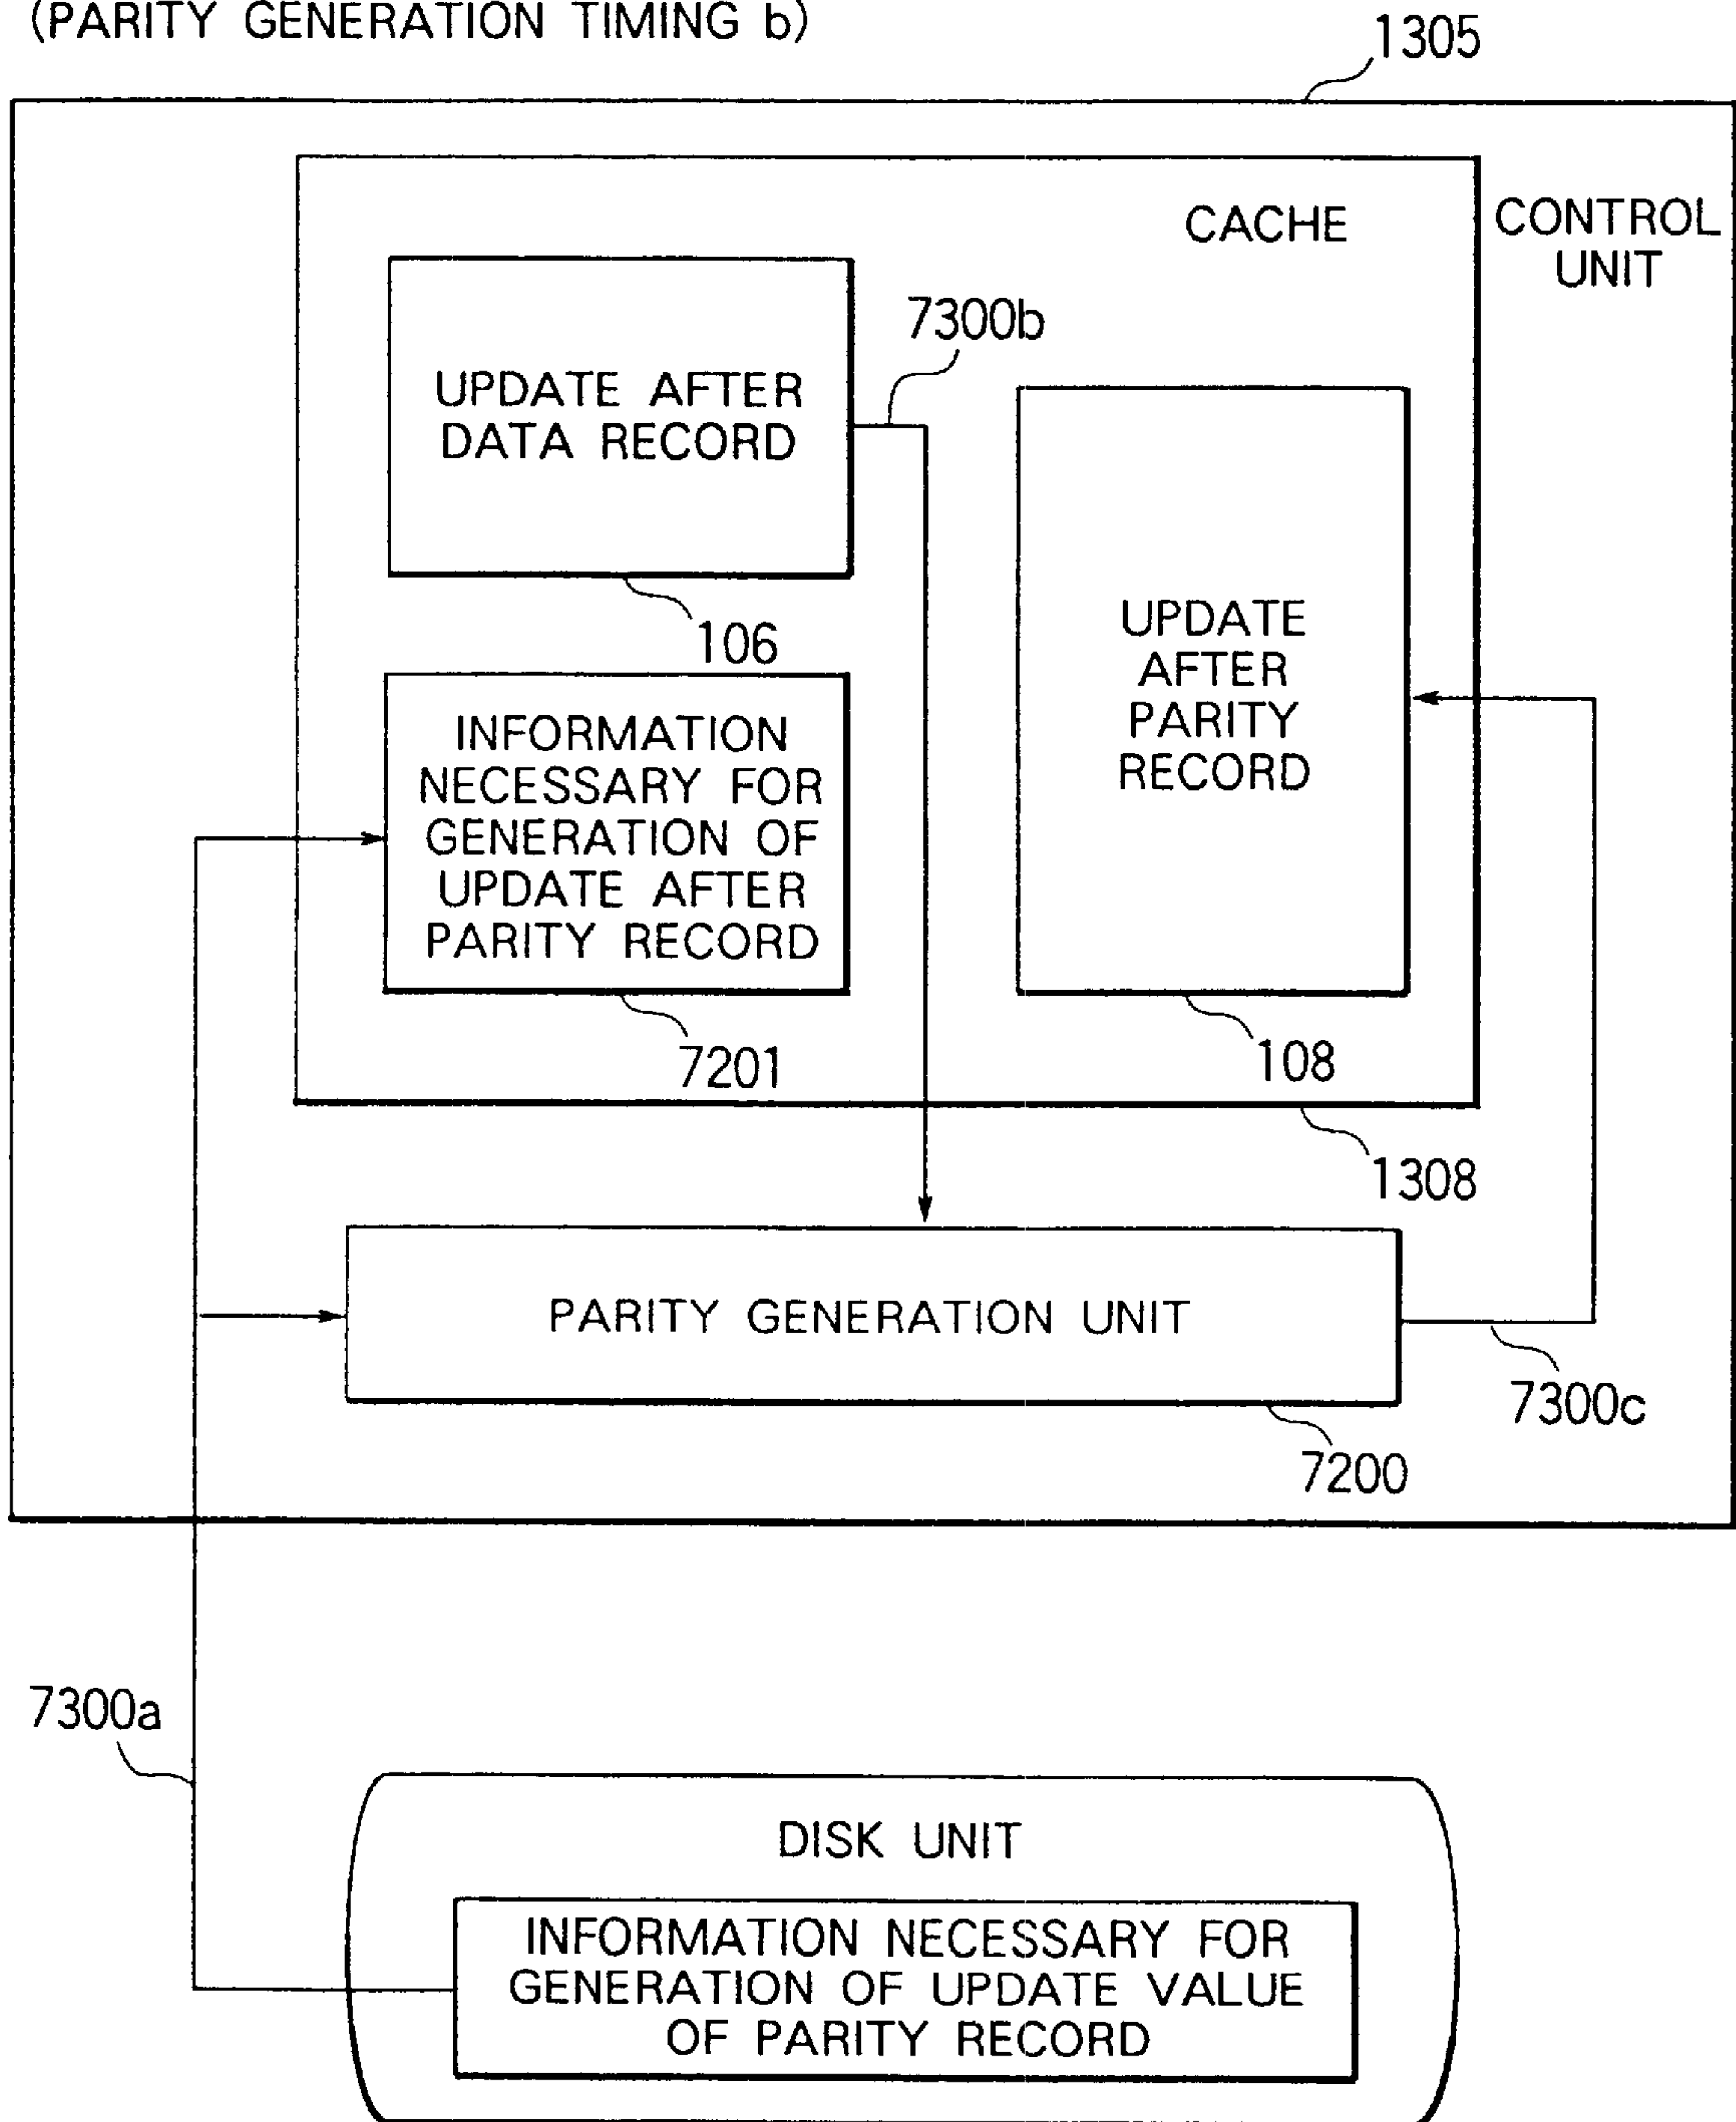 (PARITY GENERATION TIMING b)
1305
CACHE
CONTROL
UNIT
7300b
UPDATE AFTER
DATA RECORD
106
UPDATE
AFTER
PARITY
RECORD
INFORMATION
NECESSARY FOR
GENERATION OF
UPDATE AFTER
PARITY RECORD
7201
108
1308
PARITY GENERATION UNIT
7300c
7200
7300a
DISK UNIT
INFORMATION NECESSARY FOR
GENERATION OF UPDATE VALUE
OF PARITY RECORD